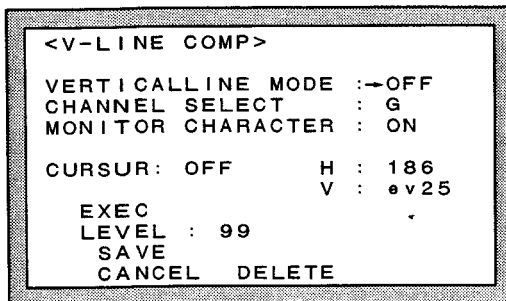 <V-LINE COMP>
VERTICALLINE MODE :→OFF
CHANNEL SELECT : G
MONITOR CHARACTER : ON
CURSUR: OFF H : 186
V : ev25
EXEC
LEVEL : 99
SAVE
CANCEL DELETE